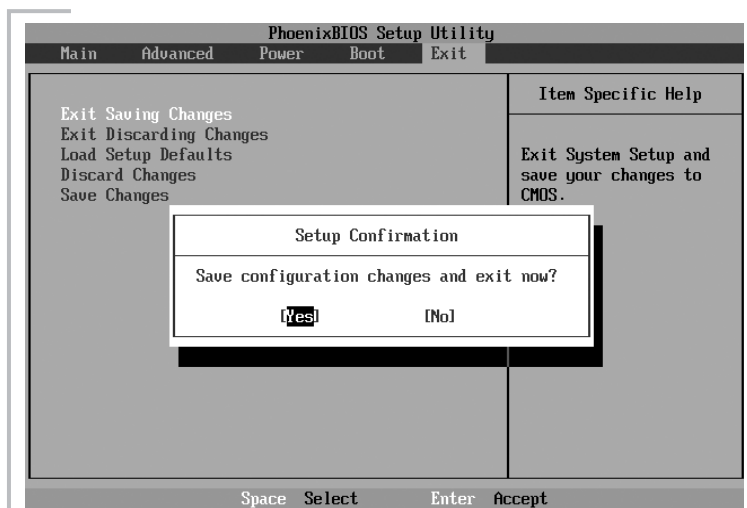 PhoenixBIOS Setup Utility
Main Advanced Power Boot Exit
Exit Saving Changes
Exit Discarding Changes
Load Setup Defaults
Discard Changes
Save Changes
Item Specific Help
Exit System Setup and
save your changes to
CMOS.
Setup Confirmation
Save configuration changes and exit now?
[Yes] [No]
Space Select Enter Accept